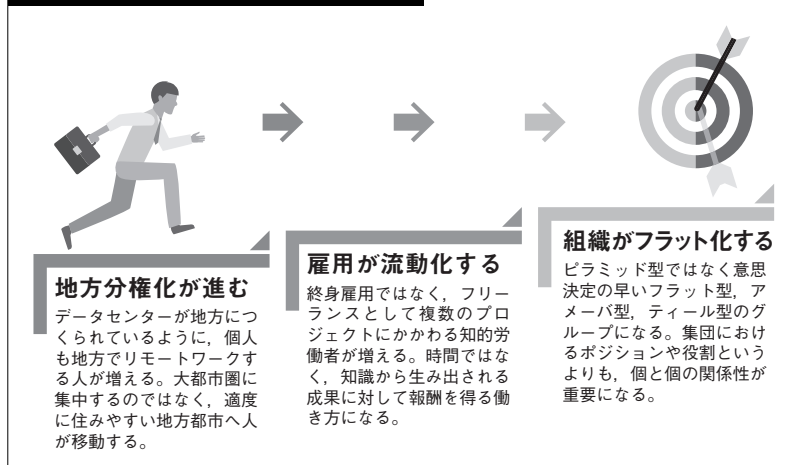 地方分権化が進む
データセンターが地方につ
くられているように，個人
も地方でリモートワークす
る人が増える。大都市圏に
集中するのではなく，適度
に住みやすい地方都市へ人
が移動する。
雇用が流動化する
終身雇用ではなく，フリー
ランスとして複数のプロ
ジェクトにかかわる知的労
働者が増える。時間ではな
く，知識から生み出される
成果に対して報酬を得る働
き方になる。
組織がフラット化する
ピラミッド型ではなく意思
決定の早いフラット型，ア
メーバ型，ティール型のグ
ループになる。集団におけ
るポジションや役割という
よりも，個と個の関係性が
重要になる。